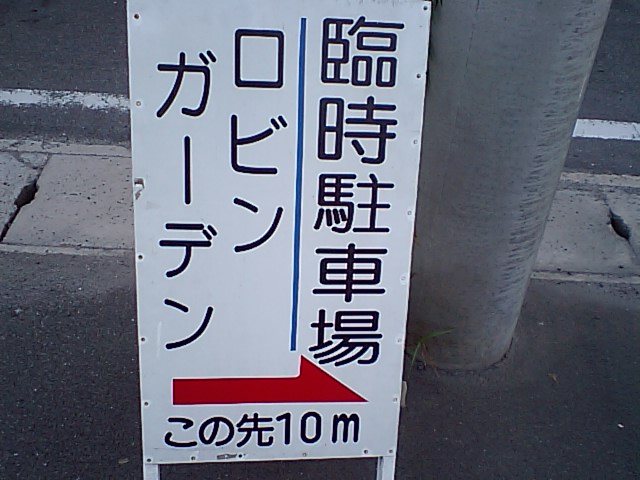 臨時駐車場
ロビン
ガーデン
この先10m